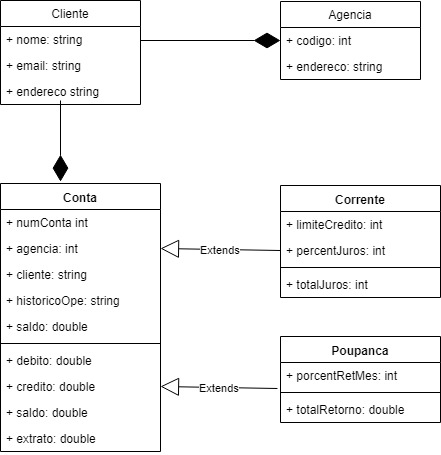 Cliente
+ nome: string
+ email: string
+ endereco string
Agencia
+ codigo: int
+ endereco: string
Conta
+ numConta int
+ agencia: int
+ cliente: string
+ historicoOpe: string
+ saldo: double
+ debito: double
+ credito: double
+ saldo: double
+ extrato: double
Extends
Corrente
+ limiteCredito: int
+ percentJuros: int
+ totalJuros: int
Extends
Poupanca
+ porcentRetMes: int
+ totalRetorno: double